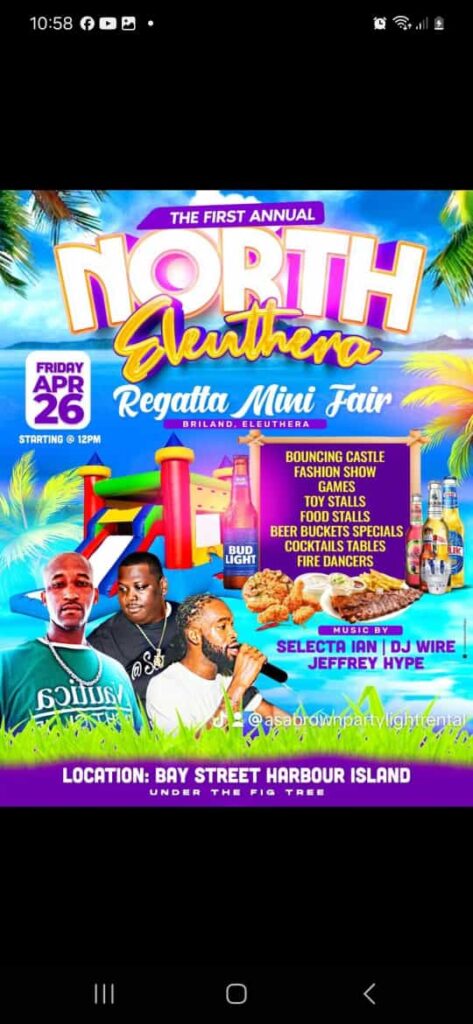 10:58
THE FIRST ANNUAL
NORTH
Eleuthera
FRIDAY
APR
26
STARTING @ 12PM
Regatta Mini Fair
BRILAND, ELEUTHERA
BOUNCING CASTLE
FASHION SHOW
GAMES
TOY STALLS
FOOD STALLS
BEER BUCKETS SPECIALS
COCKTAILS TABLES
FIRE DANCERS
BUD
LIGHT
MUSIC BY
SELECTA IAN | DJ WIRE
JEFFREY HYPE
Nautica
@asabrownpartylightrental
LOCATION: BAY STREET HARBOUR ISLAND
UNDER THE FIG TREE